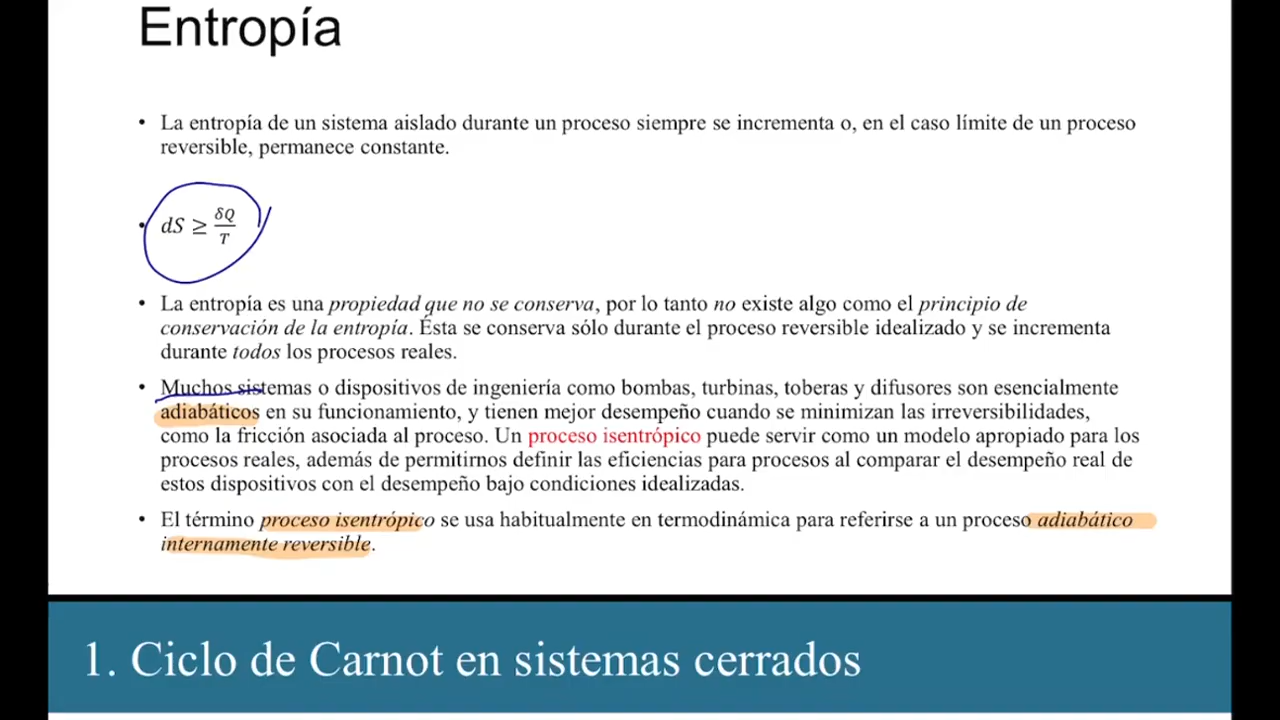 Entropía
• La entropía de un sistema aislado durante un proceso siempre se incrementa o, en el caso límite de un proceso
reversible, permanece constante.
• dS ≥ δQ/T
• La entropía es una propiedad que no se conserva, por lo tanto no existe algo como el principio de
conservación de la entropía. Ésta se conserva sólo durante el proceso reversible idealizado y se incrementa
durante todos los procesos reales.
• Muchos sistemas o dispositivos de ingeniería como bombas, turbinas, toberas y difusores son esencialmente
adiabáticos en su funcionamiento, y tienen mejor desempeño cuando se minimizan las irreversibilidades,
como la fricción asociada al proceso. Un proceso isentrópico puede servir como un modelo apropiado para los
procesos reales, además de permitirnos definir las eficiencias para procesos al comparar el desempeño real de
estos dispositivos con el desempeño bajo condiciones idealizadas.
• El término proceso isentrópico se usa habitualmente en termodinámica para referirse a un proceso adiabático
internamente reversible.
1. Ciclo de Carnot en sistemas cerrados